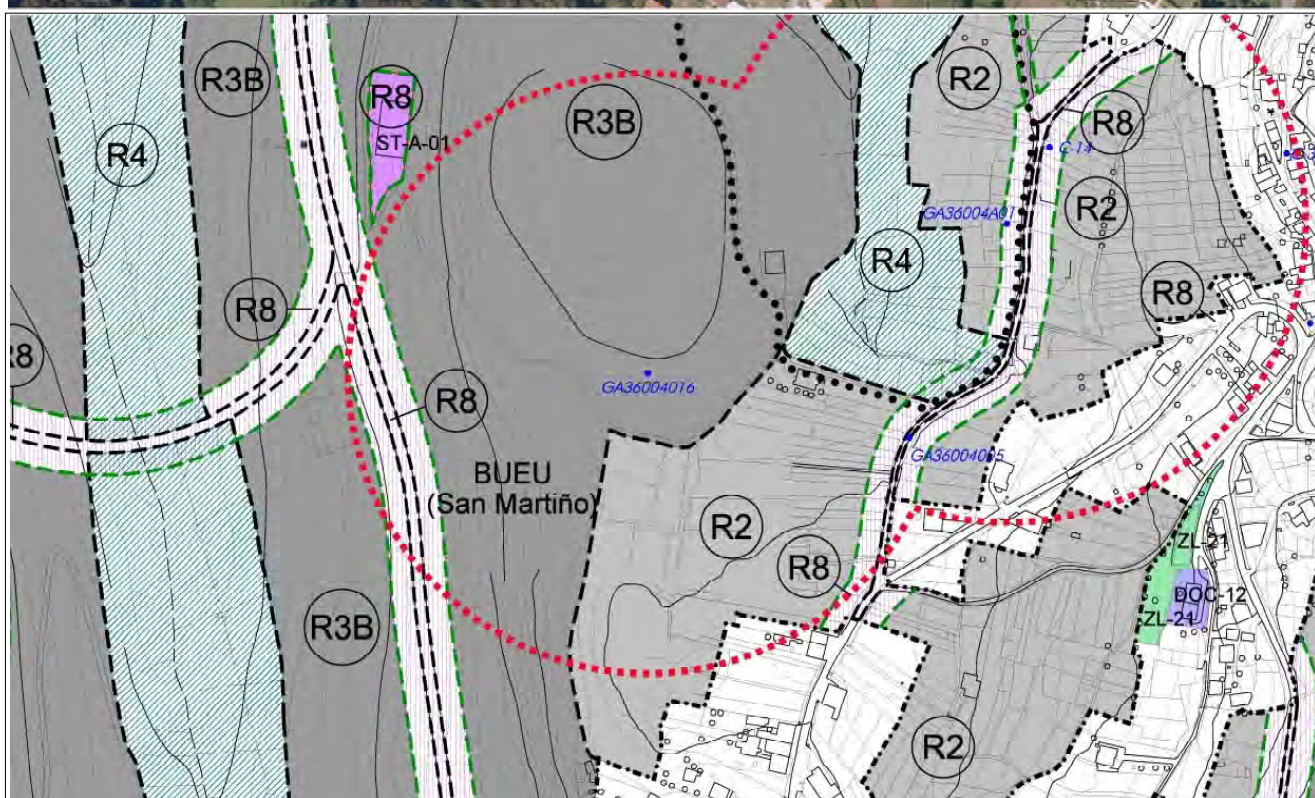 R3B
R8
ST-A-01
R4
R3B
R2
R8
C-14
R2
GA36004A01
R4
R8
R8
GA36004016
R8
BUEU
(San Martiño)
GA36004005
R2
R8
R3B
ZL-21
DOC-12
ZL-21
R2